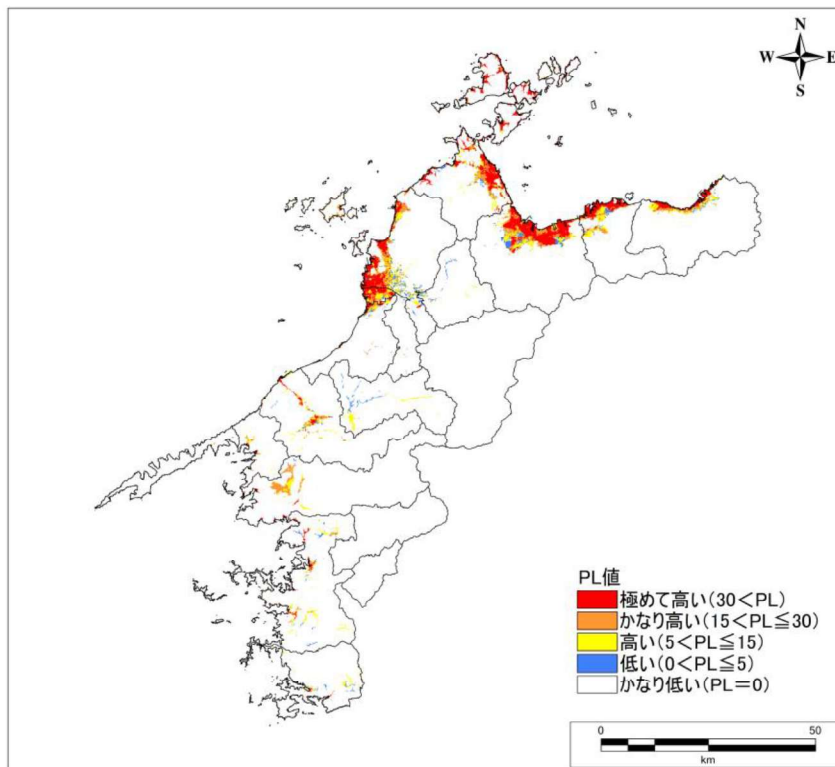 N
W E
S
PL値
極めて高い(30＜PL)
かなり高い(15＜PL≦30)
高い(5＜PL≦15)
低い(0＜PL≦5)
かなり低い(PL＝0)
0 50
km